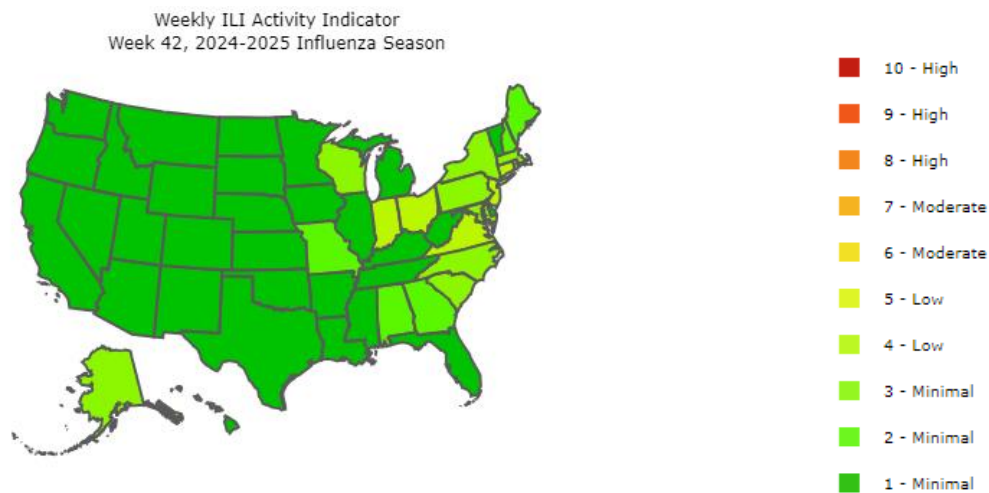 Weekly ILI Activity Indicator
Week 42, 2024-2025 Influenza Season
10 - High
9 - High
8 - High
7 - Moderate
6 - Moderate
5 - Low
4 - Low
3 - Minimal
2 - Minimal
1 - Minimal